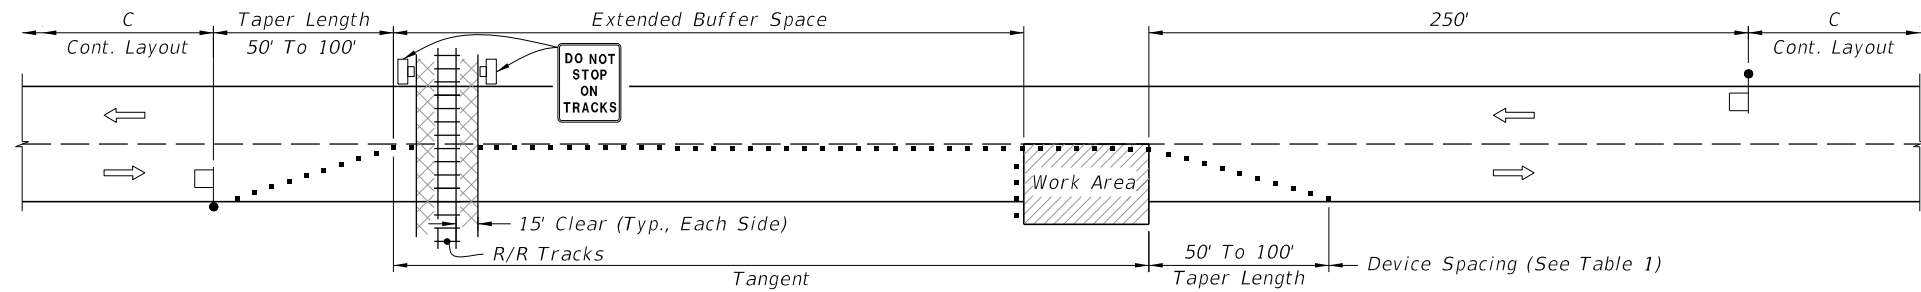 C
Cont. Layout
Taper Length
50' To 100'
Extended Buffer Space
250'
C
Cont. Layout
DO NOT
STOP
ON
TRACKS
Work Area
15' Clear (Typ., Each Side)
R/R Tracks
Tangent
50' To 100'
Taper Length
Device Spacing (See Table 1)